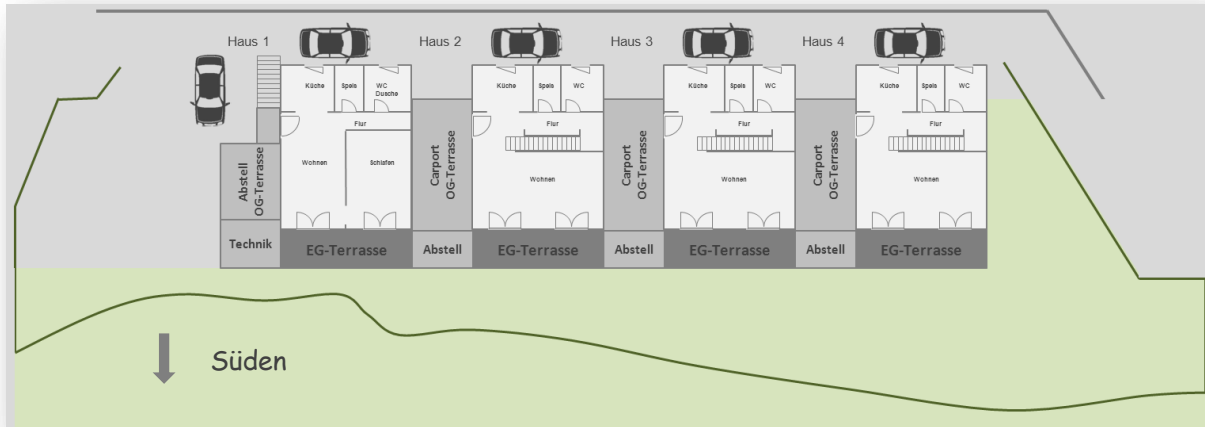 Haus 1
Haus 2
Haus 3
Haus 4
Küche
Speis
WC
Dusche
Flur
Wohnen
Schlafen
Abstell
OG-Terrasse
Technik
EG-Terrasse
Carport
OG-Terrasse
Abstell
Küche
Speis
WC
Flur
Wohnen
EG-Terrasse
Carport
OG-Terrasse
Abstell
Küche
Speis
WC
Flur
Wohnen
EG-Terrasse
Carport
OG-Terrasse
Abstell
Küche
Speis
WC
Flur
Wohnen
EG-Terrasse
Süden